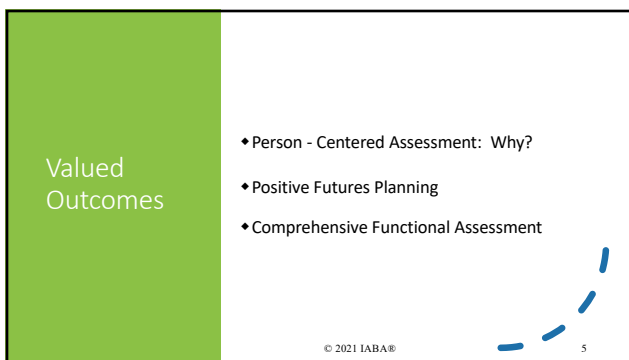 Valued
Outcomes
◆Person - Centered Assessment:  Why?
◆Positive Futures Planning
◆Comprehensive Functional Assessment
© 2021 IABA®
5